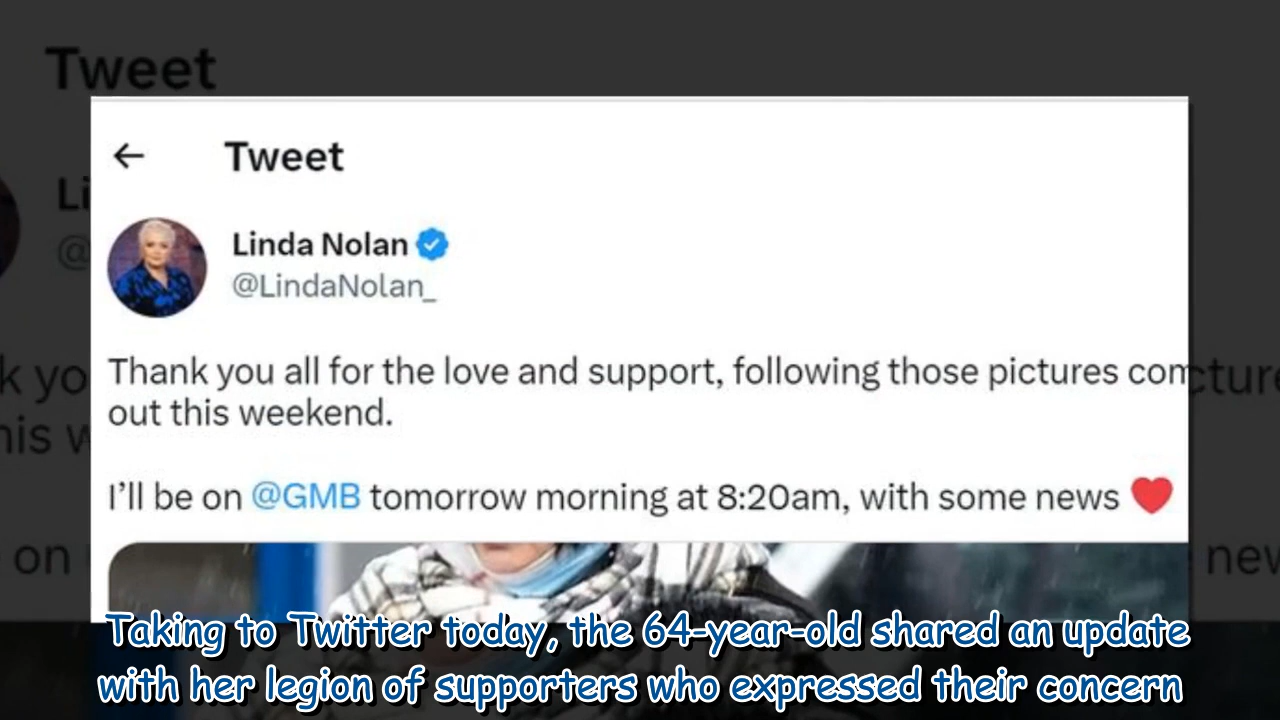 Tweet
Tweet
Linda Nolan
@LindaNolan_
Thank you all for the love and support, following those pictures com
out this weekend.
I'll be on @GMB tomorrow morning at 8:20am, with some news ❤
Taking to Twitter today, the 64-year-old shared an update
with her legion of supporters who expressed their concern